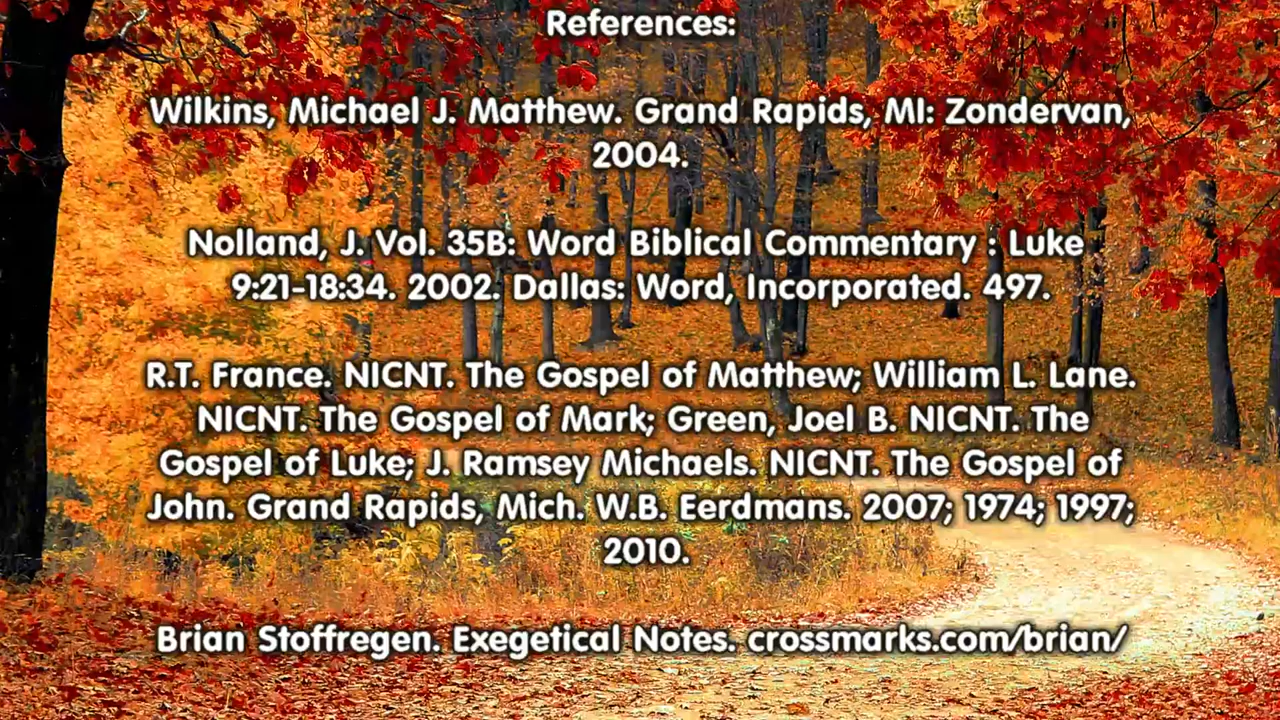 References:
Wilkins, Michael J. Matthew. Grand Rapids, MI: Zondervan,
2004.
Nolland, J. Vol. 35B: Word Biblical Commentary : Luke
9:21-18:34. 2002. Dallas: Word, Incorporated. 497.
R.T. France. NICNT. The Gospel of Matthew; William L. Lane.
NICNT. The Gospel of Mark; Green, Joel B. NICNT. The
Gospel of Luke; J. Ramsey Michaels. NICNT. The Gospel of
John. Grand Rapids, Mich. W.B. Eerdmans. 2007; 1974; 1997;
2010.
Brian Stoffregen. Exegetical Notes. crossmarks.com/brian/